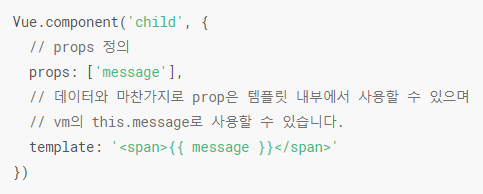 Vue.component('child', {
  // props 정의
  props: ['message'],
  // 데이터와 마찬가지로 prop은 템플릿 내부에서 사용할 수 있으며
  // vm의 this.message로 사용할 수 있습니다.
  template: '<span>{{ message }}</span>'
})